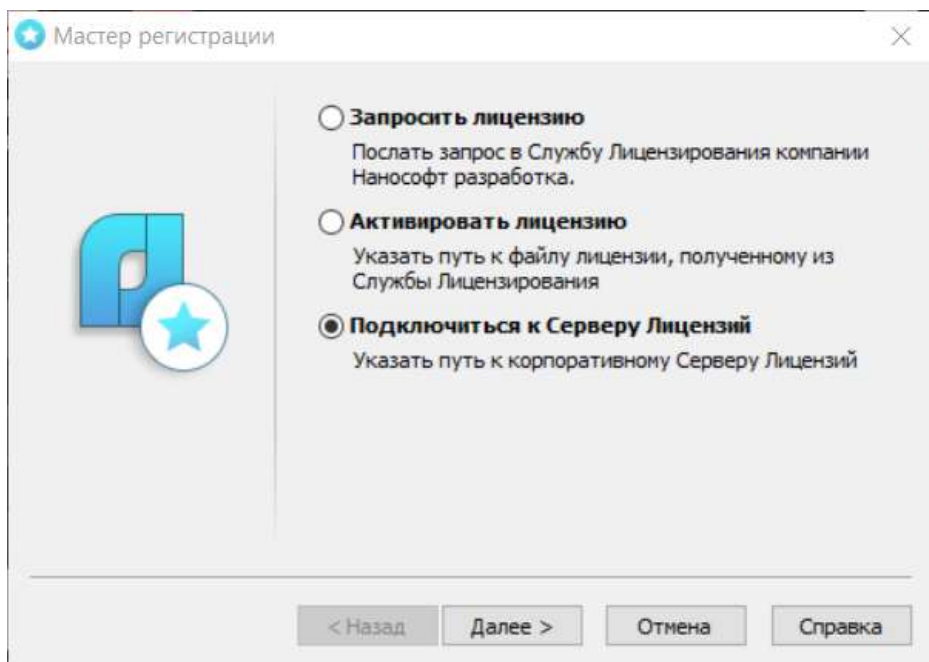 Мастер регистрации
Запросить лицензию
Послать запрос в Службу Лицензирования компании
Нанософт разработка.
Активировать лицензию
Указать путь к файлу лицензии, полученному из
Службы Лицензирования
Подключиться к Серверу Лицензий
Указать путь к корпоративному Серверу Лицензий
< Назад Далее > Отмена Справка